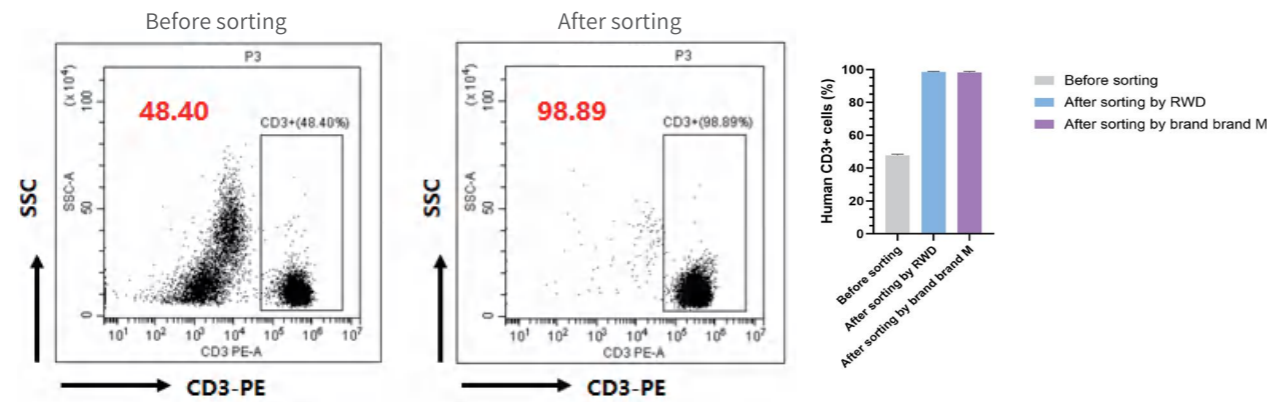 Before sorting
P3
(x 10⁴)
48.40
CD3+(48.40%)
100
50
0
SSC-A
SSC
10¹ 10² 10³ 10⁴ 10⁵ 10⁶ 10⁷
CD3 PE-A
CD3-PE
After sorting
P3
(x 10⁴)
98.89
CD3+(98.89%)
100
50
0
SSC-A
SSC
10¹ 10² 10³ 10⁴ 10⁵ 10⁶ 10⁷
CD3 PE-A
CD3-PE
Human CD3+ cells (%)
100
80
60
40
20
0
Before sorting
After sorting by RWD
After sorting by brand brand M
Before sorting
After sorting by RWD
After sorting by brand brand M